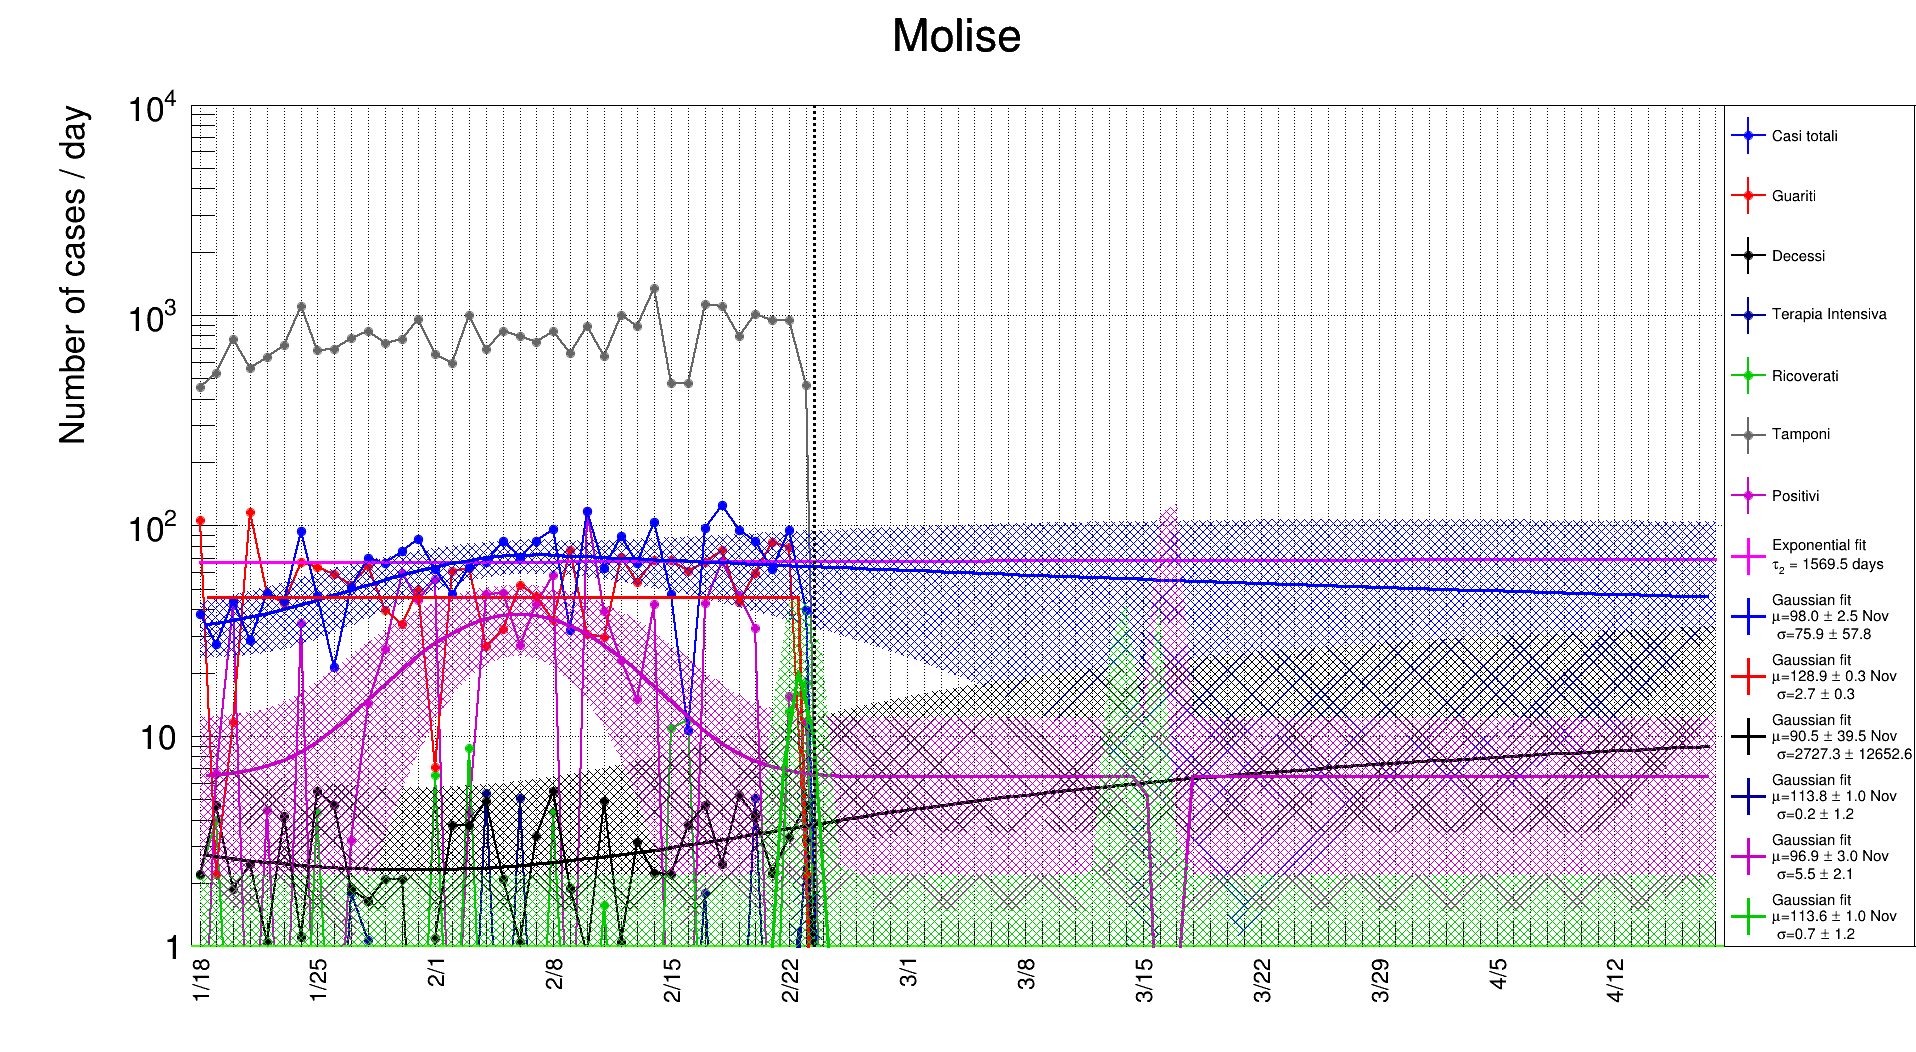 Molise
Number of cases / day
10⁴
10³
10²
10
1
1/18
1/25
2/1
2/8
2/15
2/22
3/1
3/8
3/15
3/22
3/29
4/5
4/12
Casi totali
Guariti
Decessi
Terapia Intensiva
Ricoverati
Tamponi
Positivi
Exponential fit
τ₂ = 1569.5 days
Gaussian fit
μ=98.0 ± 2.5 Nov
σ=75.9 ± 57.8
Gaussian fit
μ=128.9 ± 0.3 Nov
σ=2.7 ± 0.3
Gaussian fit
μ=90.5 ± 39.5 Nov
σ=2727.3 ± 12652.6
Gaussian fit
μ=113.8 ± 1.0 Nov
σ=0.2 ± 1.2
Gaussian fit
μ=96.9 ± 3.0 Nov
σ=5.5 ± 2.1
Gaussian fit
μ=113.6 ± 1.0 Nov
σ=0.7 ± 1.2